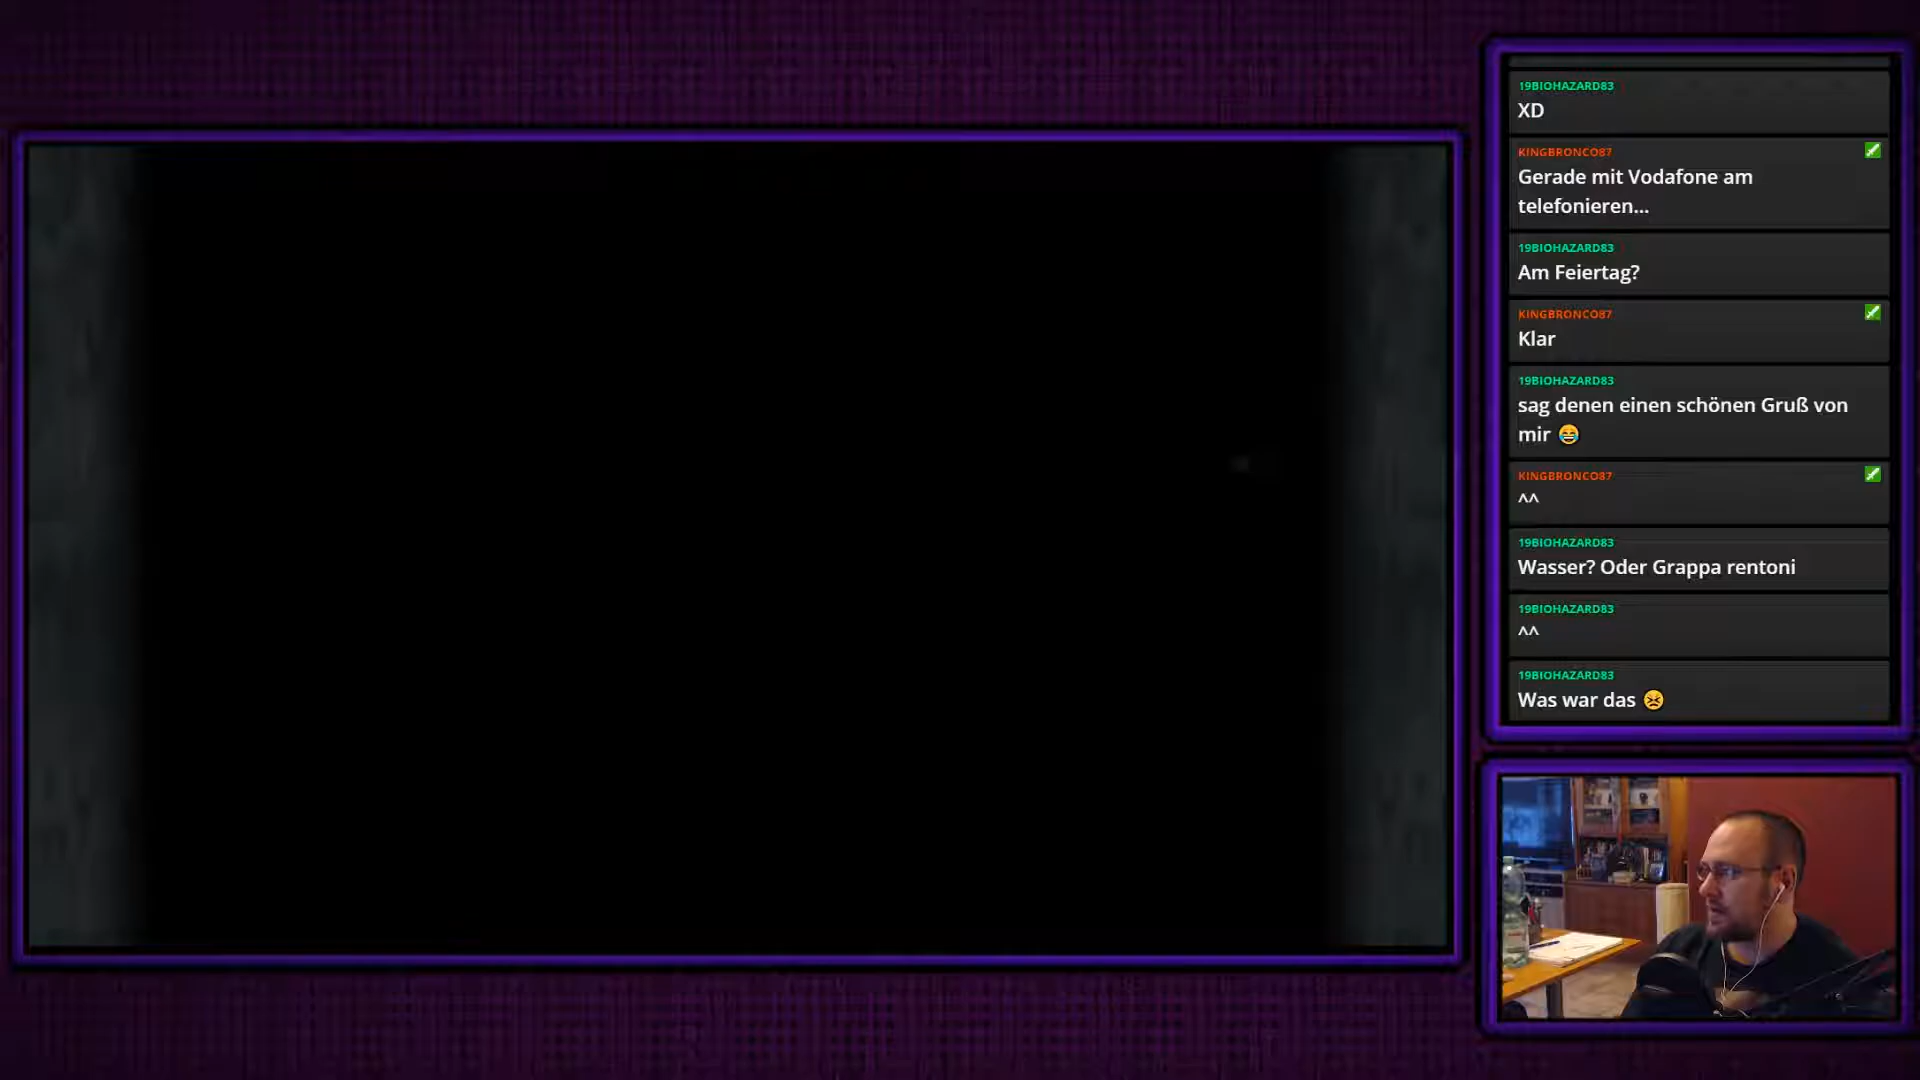 19BIOHAZARD83
XD
KINGBRONCO87
Gerade mit Vodafone am
telefonieren...
19BIOHAZARD83
Am Feiertag?
KINGBRONCO87
Klar
19BIOHAZARD83
sag denen einen schönen Gruß von
mir 😂
KINGBRONCO87
^^
19BIOHAZARD83
Wasser? Oder Grappa rentoni
19BIOHAZARD83
^^
19BIOHAZARD83
Was war das 😣